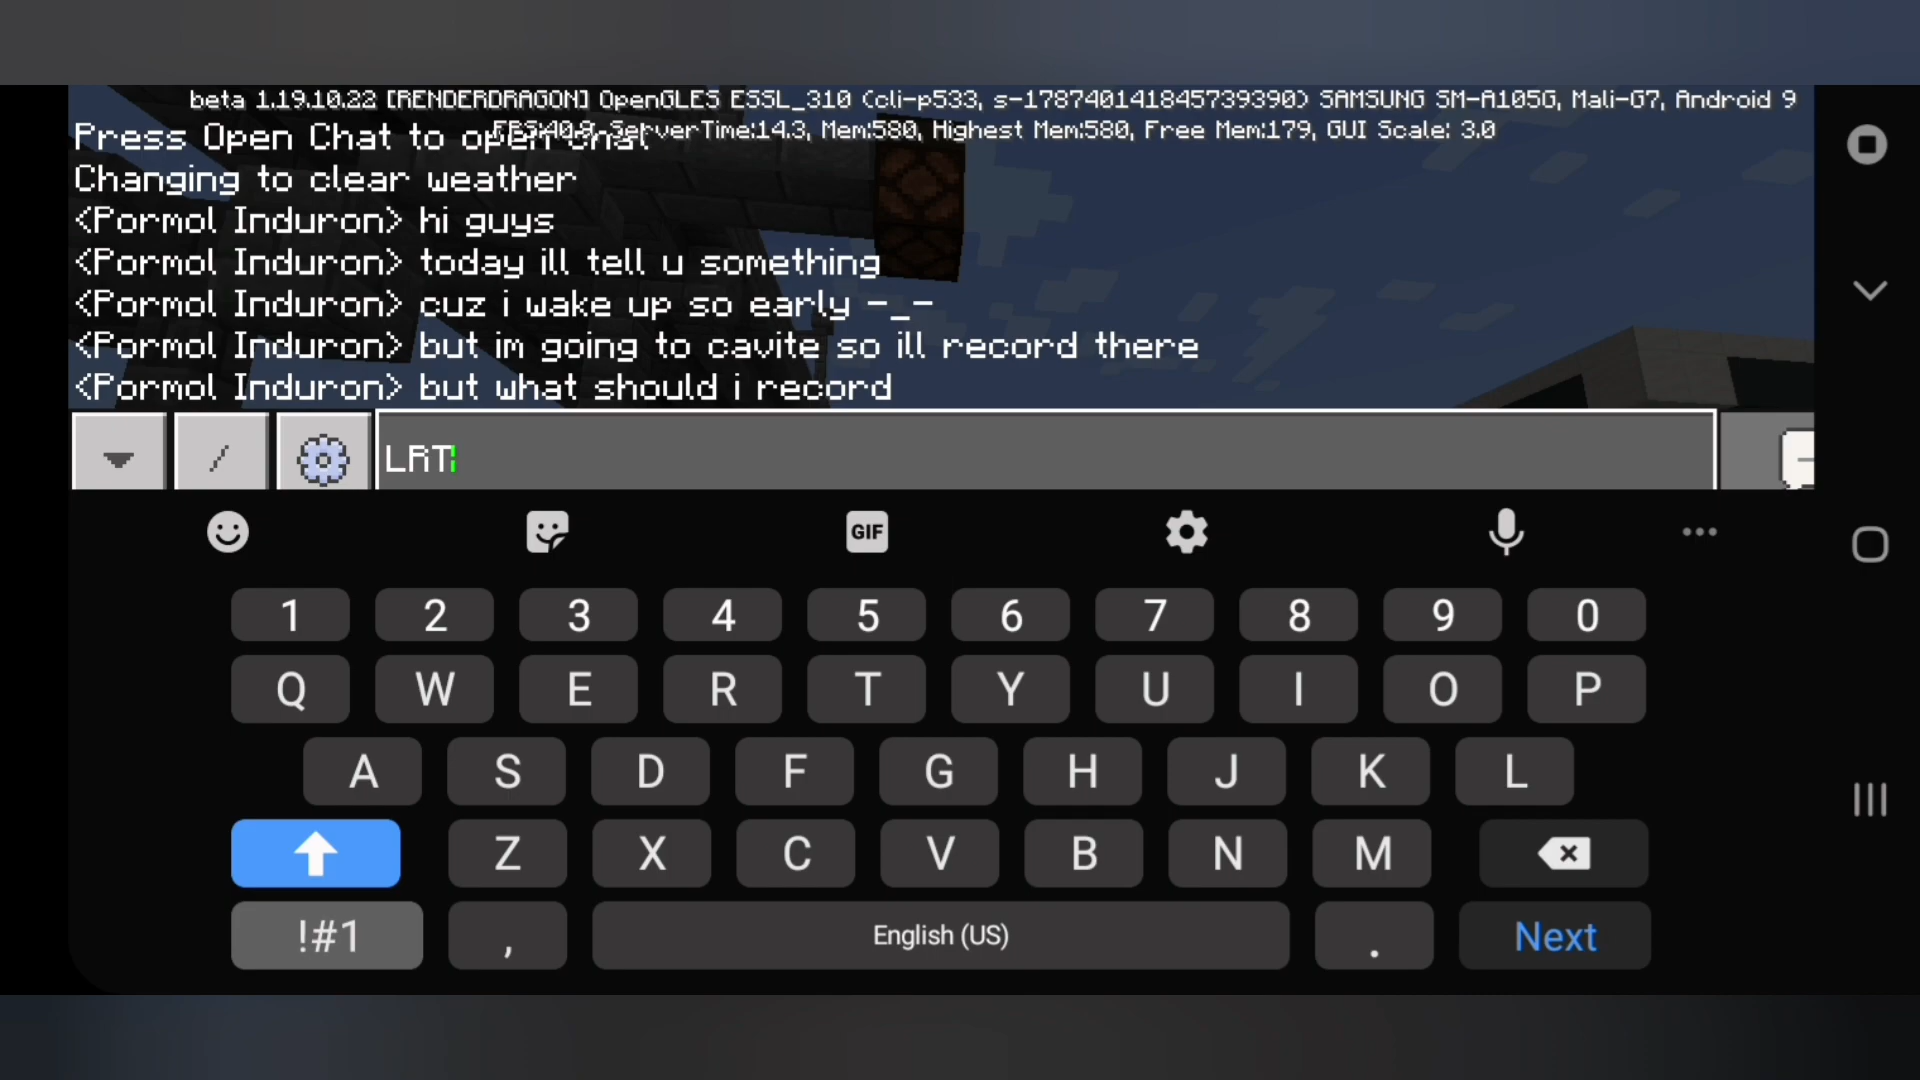 beta 1.19.10.22 [RENDERDRAGON] OpenGLES ESSL_310 (cli-p533, s-17874014184573​9390) SAMSUNG SM-A105G, Mali-G7, Android 9
FPS:40.9, ServerTime:14.3, Mem:580, Highest Mem:580, Free Mem:179, GUI Scale: 3.0
Press Open Chat to open chat
Changing to clear weather
<Pormol Induron> hi guys
<Pormol Induron> today ill tell u something
<Pormol Induron> cuz i wake up so early -_-
<Pormol Induron> but im going to cavite so ill record there
<Pormol Induron> but what should i record
/ LRT
GIF
1 2 3 4 5 6 7 8 9 0
Q W E R T Y U I O P
A S D F G H J K L
Z X C V B N M
!#1 , English (US) . Next